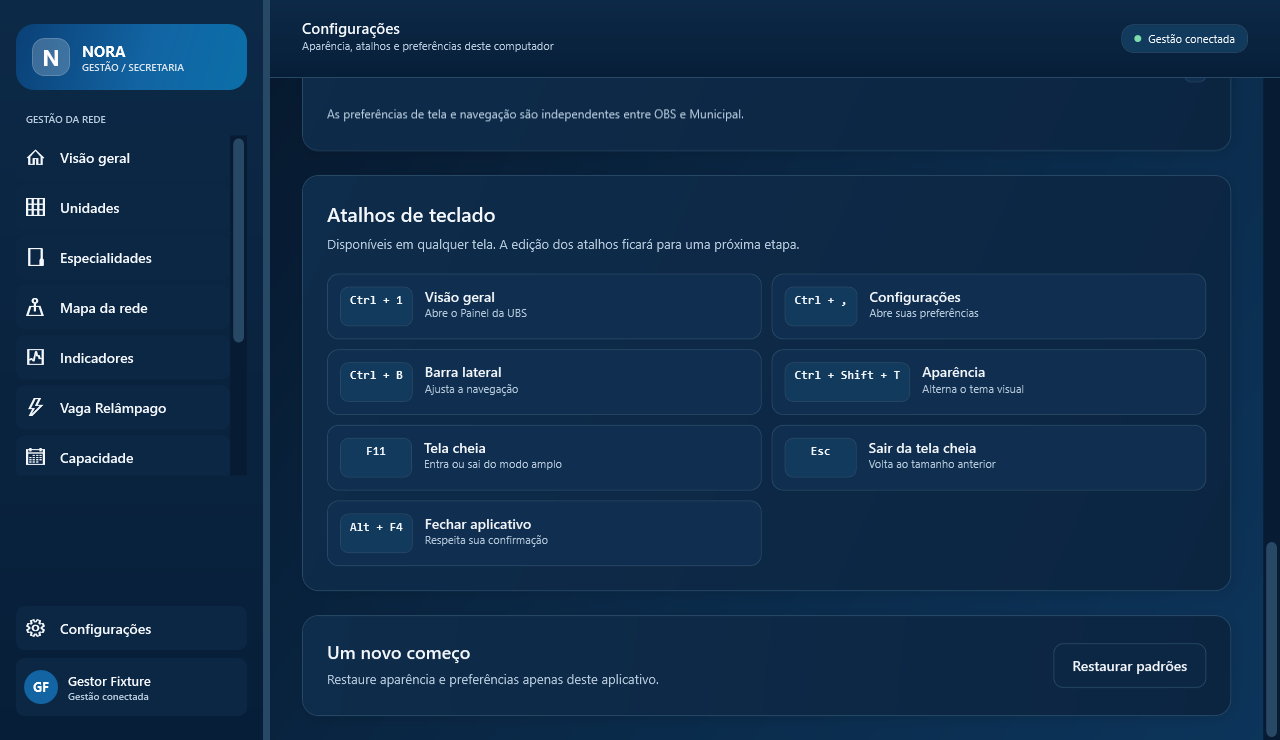 N
NORA
GESTÃO / SECRETARIA
GESTÃO DA REDE
Visão geral
Unidades
Especialidades
Mapa da rede
Indicadores
Vaga Relâmpago
Capacidade
Configurações
GF
Gestor Fixture
Gestão conectada
Configurações
Aparência, atalhos e preferências deste computador
Gestão conectada
As preferências de tela e navegação são independentes entre OBS e Municipal.
Atalhos de teclado
Disponíveis em qualquer tela. A edição dos atalhos ficará para uma próxima etapa.
Ctrl + 1
Visão geral
Abre o Painel da UBS
Ctrl + ,
Configurações
Abre suas preferências
Ctrl + B
Barra lateral
Ajusta a navegação
Ctrl + Shift + T
Aparência
Alterna o tema visual
F11
Tela cheia
Entra ou sai do modo amplo
Esc
Sair da tela cheia
Volta ao tamanho anterior
Alt + F4
Fechar aplicativo
Respeita sua confirmação
Um novo começo
Restaure aparência e preferências apenas deste aplicativo.
Restaurar padrões